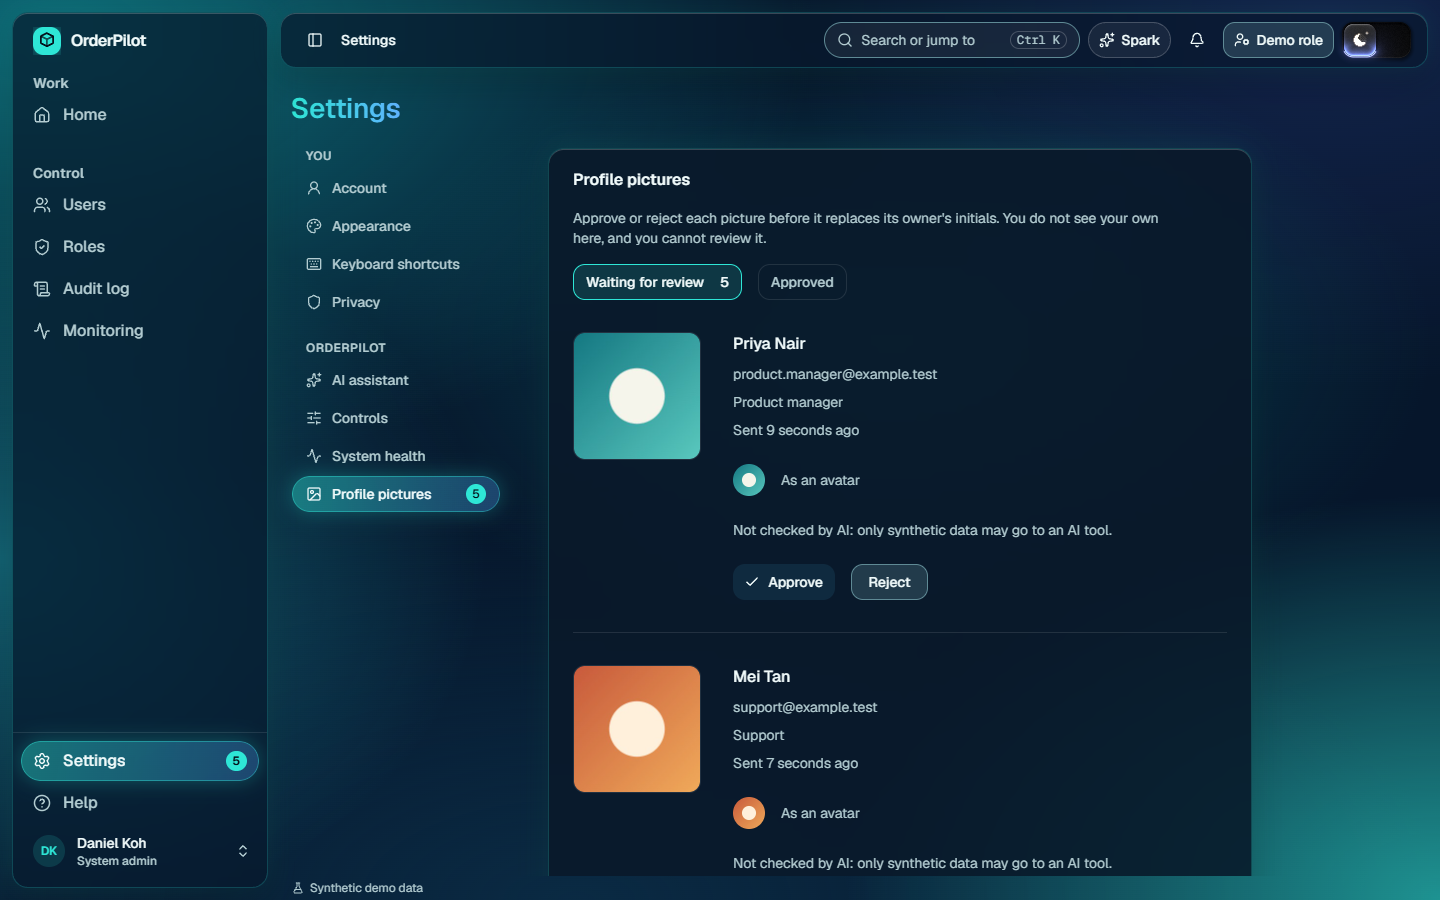 OrderPilot
Work
Home
Control
Users
Roles
Audit log
Monitoring
Settings 5
Help
DK
Daniel Koh
System admin
Settings
Search or jump to Ctrl K
Spark
Demo role
Settings
YOU
Account
Appearance
Keyboard shortcuts
Privacy
ORDERPILOT
AI assistant
Controls
System health
Profile pictures 5
Profile pictures
Approve or reject each picture before it replaces its owner's initials. You do not see your own
here, and you cannot review it.
Waiting for review 5
Approved
Priya Nair
product.manager@example.test
Product manager
Sent 9 seconds ago
As an avatar
Not checked by AI: only synthetic data may go to an AI tool.
Approve
Reject
Mei Tan
support@example.test
Support
Sent 7 seconds ago
As an avatar
Not checked by AI: only synthetic data may go to an AI tool.
Synthetic demo data